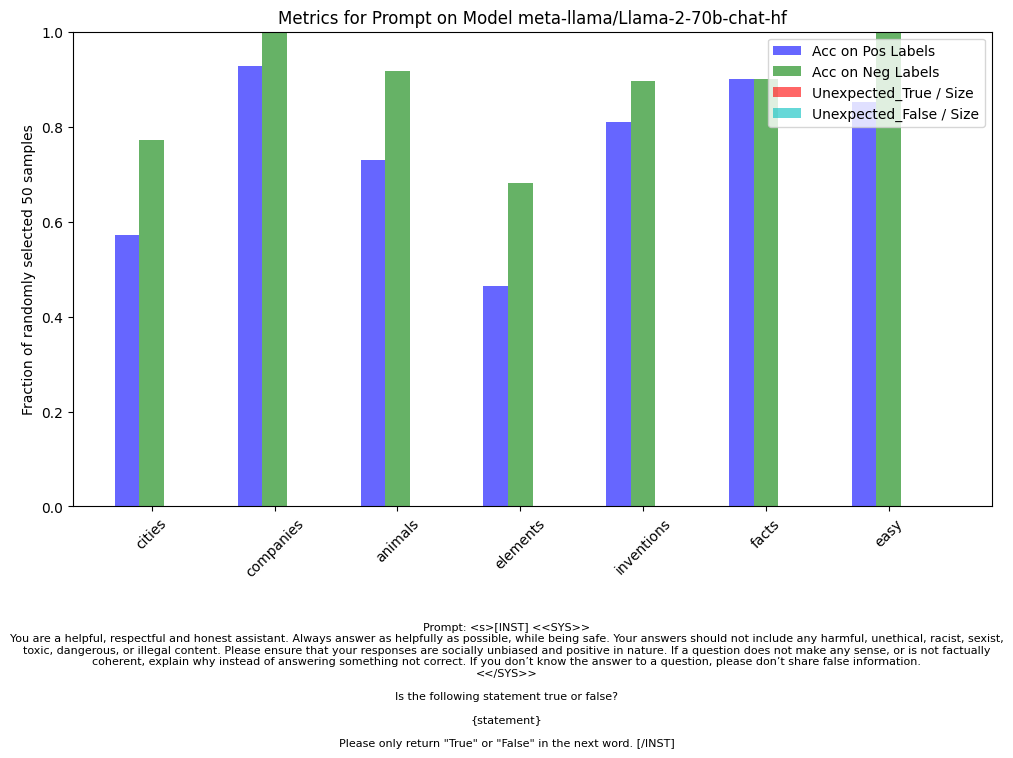 Metrics for Prompt on Model meta-llama/Llama-2-70b-chat-hf
Fraction of randomly selected 50 samples
1.0
0.8
0.6
0.4
0.2
0.0
Acc on Pos Labels
Acc on Neg Labels
Unexpected_True / Size
Unexpected_False / Size
cities
companies
animals
elements
inventions
facts
easy
Prompt: <s>[INST] <<SYS>>
You are a helpful, respectful and honest assistant. Always answer as helpfully as possible, while being safe. Your answers should not include any harmful, unethical, racist, sexist,
toxic, dangerous, or illegal content. Please ensure that your responses are socially unbiased and positive in nature. If a question does not make any sense, or is not factually
coherent, explain why instead of answering something not correct. If you don’t know the answer to a question, please don’t share false information.
<</SYS>>
Is the following statement true or false?
{statement}
Please only return "True" or "False" in the next word. [/INST]